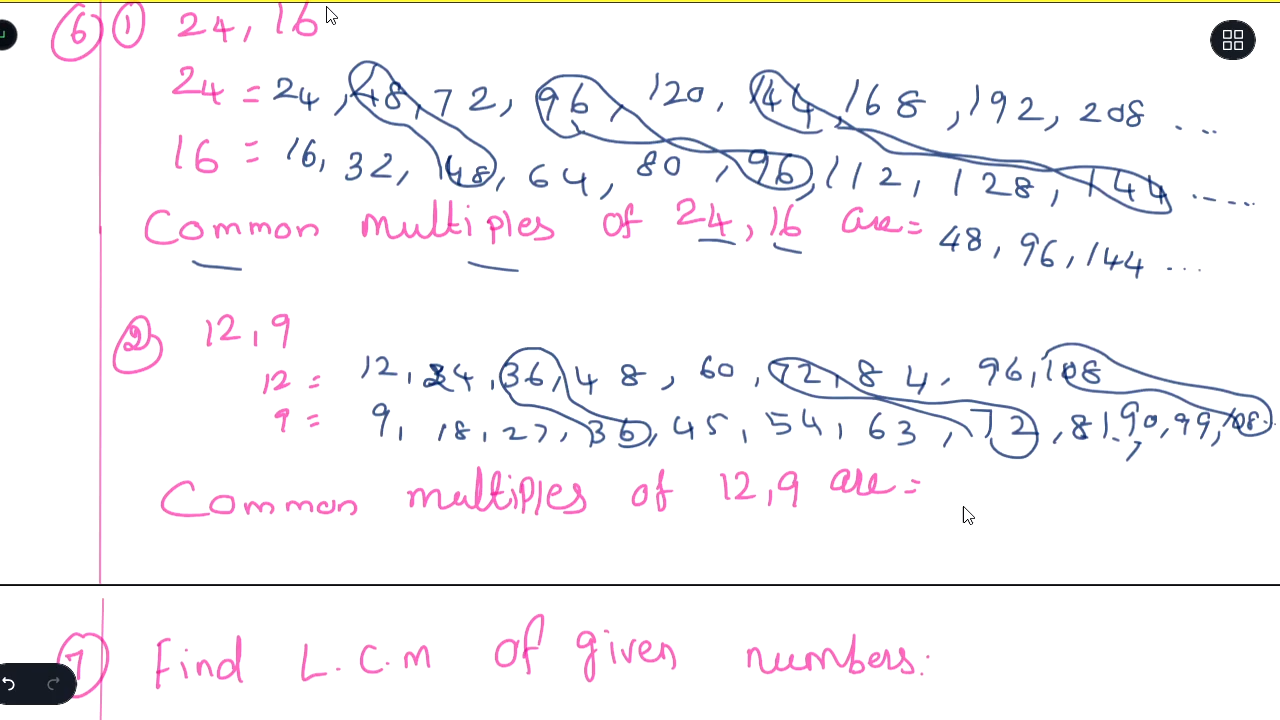 6 1 24, 16
24 = 24, 48, 72, 96, 120, 144, 168, 192, 208 ...
16 = 16, 32, 48, 64, 80, 96, 112, 128, 144 .....
Common multiples of 24, 16 are = 48, 96, 144 ...
2 12, 9
12 = 12, 24, 36, 48, 60, 72, 84, 96, 108
9 = 9, 18, 27, 36, 45, 54, 63, 72, 81, 90, 99, 108..
Common multiples of 12, 9 are =
7 Find L.C.M of given numbers: